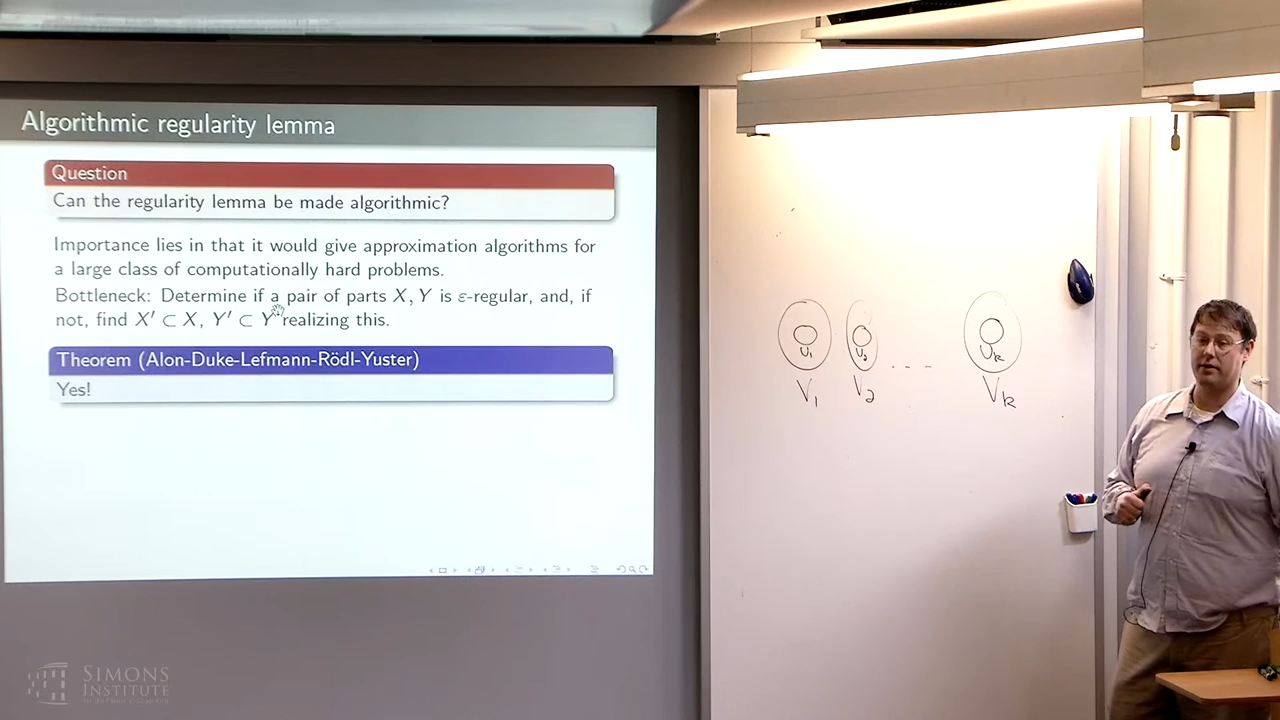 Algorithmic regularity lemma
Question
Can the regularity lemma be made algorithmic?
Importance lies in that it would give approximation algorithms for
a large class of computationally hard problems.
Bottleneck: Determine if a pair of parts X, Y is ε-regular, and, if
not, find X′ ⊂ X, Y′ ⊂ Y realizing this.
Theorem (Alon-Duke-Lefmann-Rödl-Yuster)
Yes!
U₁ U₂ Uₖ
V₁ V₂ ... Vₖ
SIMONS
INSTITUTE